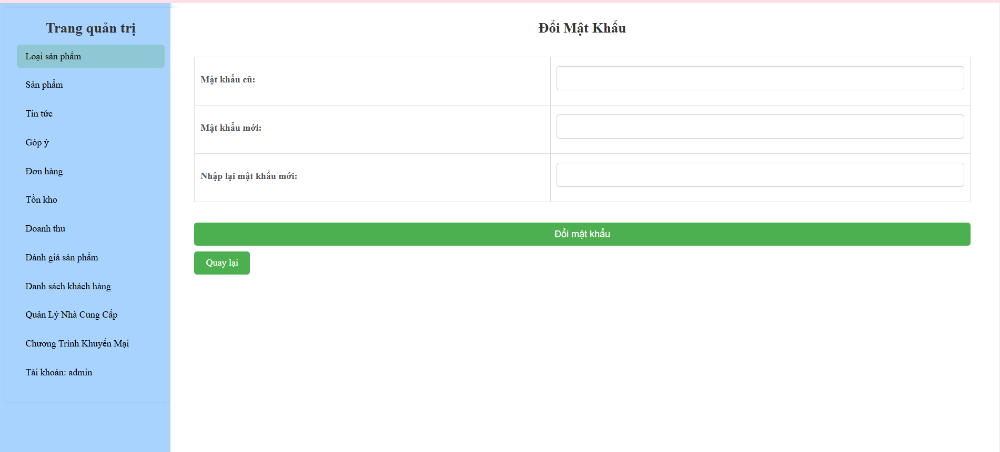 Trang quản trị
Loại sản phẩm
Sản phẩm
Tin tức
Góp ý
Đơn hàng
Tồn kho
Doanh thu
Đánh giá sản phẩm
Danh sách khách hàng
Quản Lý Nhà Cung Cấp
Chương Trình Khuyến Mại
Tài khoản: admin
Đổi Mật Khẩu
Mật khẩu cũ:
Mật khẩu mới:
Nhập lại mật khẩu mới:
Đổi mật khẩu
Quay lại